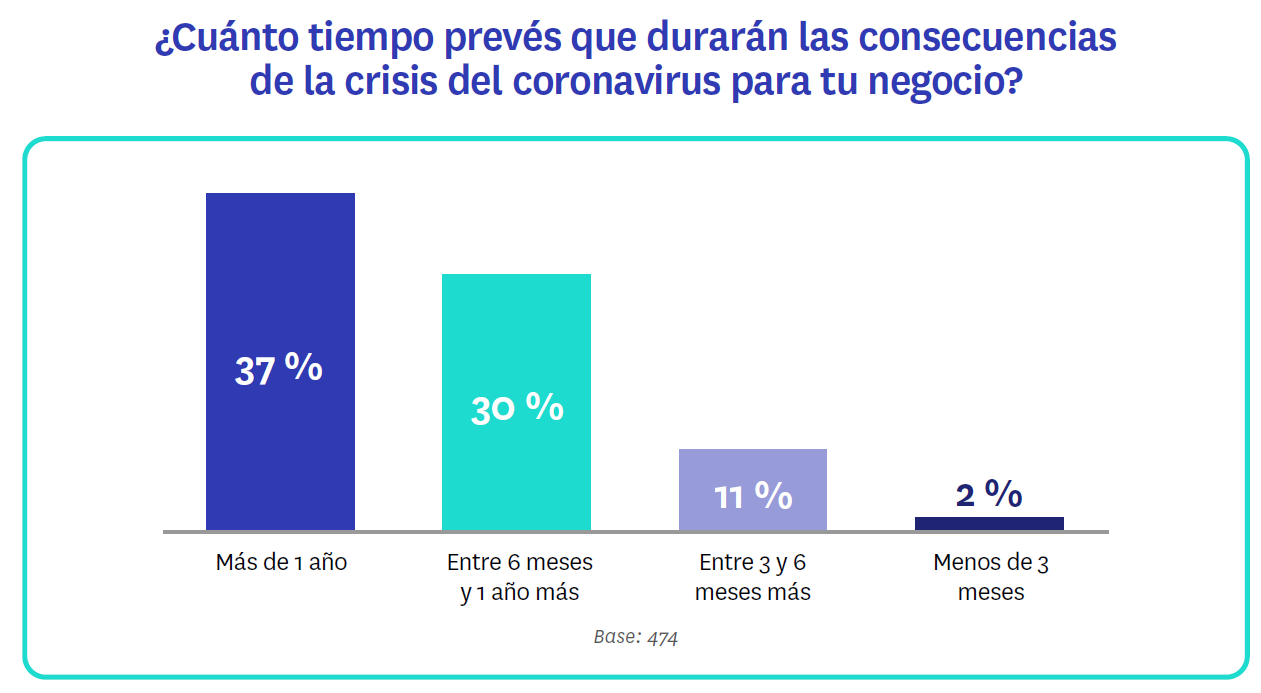 ¿Cuánto tiempo prevés que durarán las consecuencias
de la crisis del coronavirus para tu negocio?
37 %
30 %
11 %
2 %
Más de 1 año
Entre 6 meses
y 1 año más
Entre 3 y 6
meses más
Menos de 3
meses
Base: 474